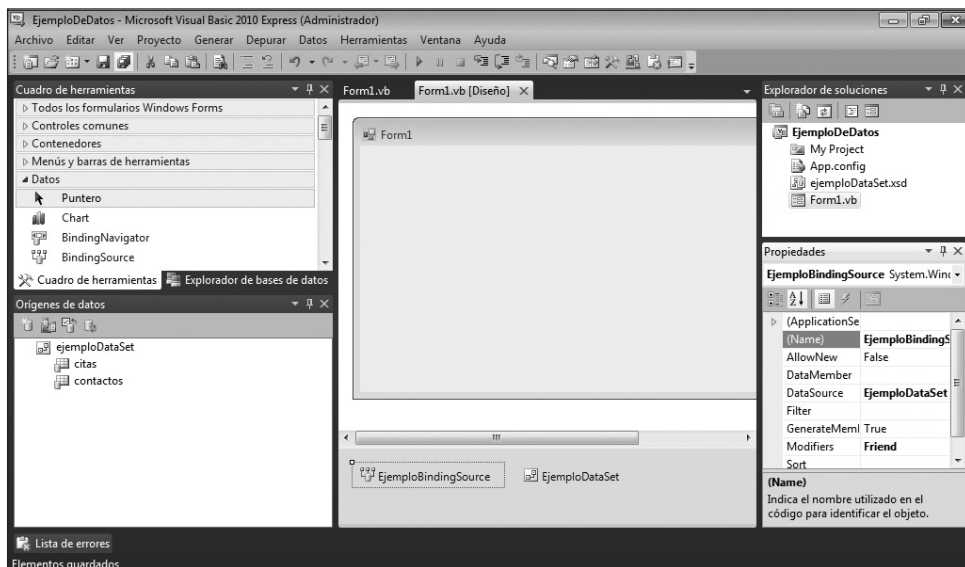 EjemploDeDatos - Microsoft Visual Basic 2010 Express (Administrador)
Archivo Editar Ver Proyecto Generar Depurar Datos Herramientas Ventana Ayuda
Cuadro de herramientas
Todos los formularios Windows Forms
Controles comunes
Contenedores
Menús y barras de herramientas
Datos
Puntero
Chart
BindingNavigator
BindingSource
Cuadro de herramientas Explorador de bases de datos
Orígenes de datos
ejemploDataSet
citas
contactos
Form1.vb Form1.vb [Diseño]
Form1
EjemploBindingSource EjemploDataSet
Explorador de soluciones
EjemploDeDatos
My Project
App.config
ejemploDataSet.xsd
Form1.vb
Propiedades
EjemploBindingSource System.Winc
(ApplicationSe
(Name) EjemploBindingS
AllowNew False
DataMember
DataSource EjemploDataSet
Filter
GenerateMeml True
Modifiers Friend
Sort
(Name)
Indica el nombre utilizado en el
código para identificar el objeto.
Lista de errores
Elementos guardados